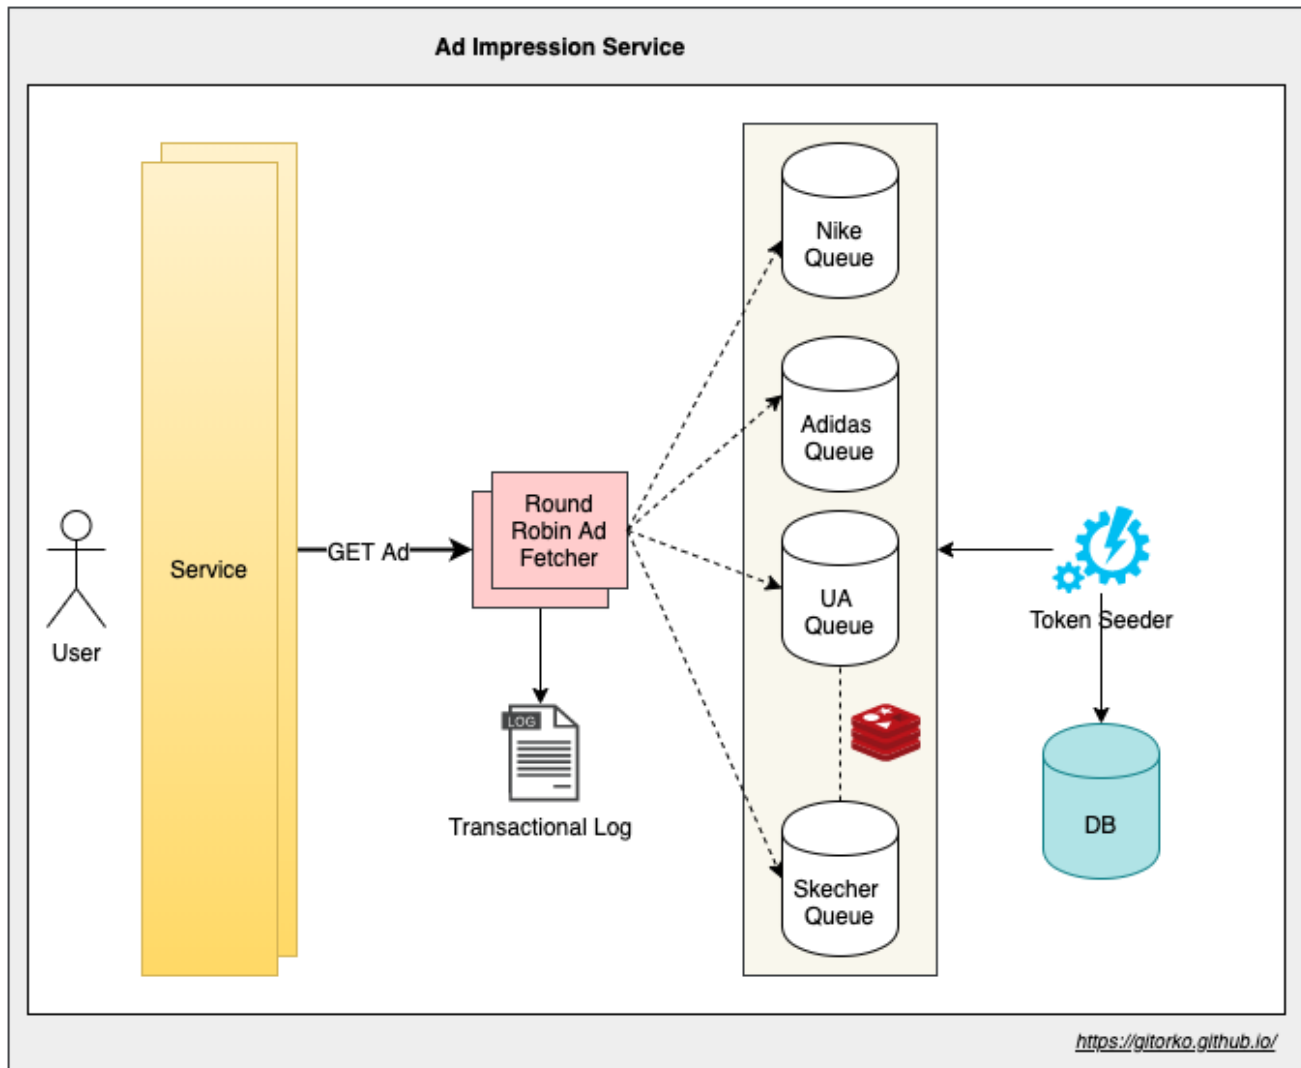 Ad Impression Service
Nike
Queue
Adidas
Queue
Round
Robin Ad
Fetcher
GET Ad
Service
UA
Queue
Token Seeder
User
LOG
Transactional Log
DB
Skecher
Queue
https://gitorko.github.io/